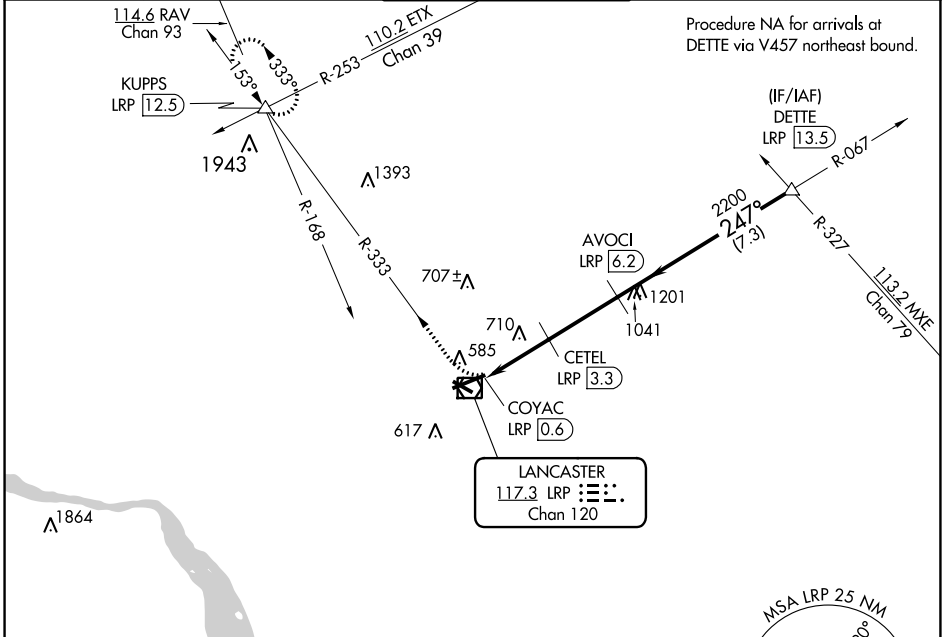 114.6 RAV
Chan 93
110.2 ETX
Chan 39
R-253
Procedure NA for arrivals at
DETTE via V457 northeast bound.
153°
333°
KUPPS
LRP 12.5
1943
1393
(IF/IAF)
DETTE
LRP 13.5
R-067
R-168
R-333
2200
247°
(7.3)
R-327
113.2 MXE
Chan 79
AVOCI
LRP 6.2
1201
1041
707±
710
585
CETEL
LRP 3.3
COYAC
LRP 0.6
617
LANCASTER
117.3 LRP
Chan 120
1864
MSA LRP 25 NM